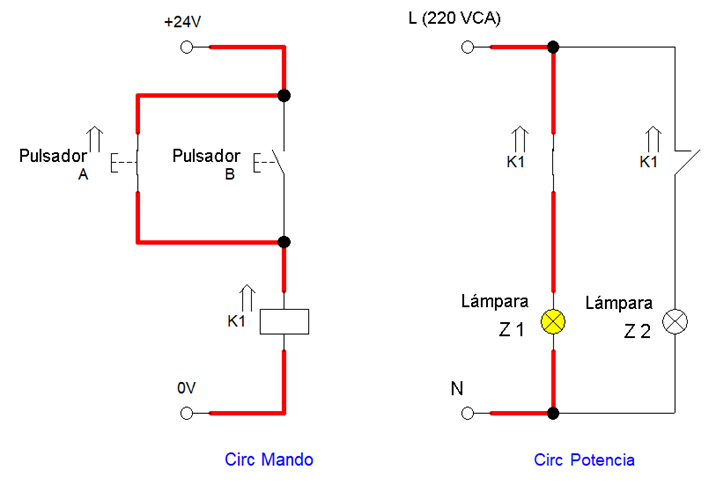 +24V
L (220 VCA)
Pulsador
A
Pulsador
B
K1
K1
K1
Lámpara
Z 1
Lámpara
Z 2
0V
N
Circ Mando
Circ Potencia